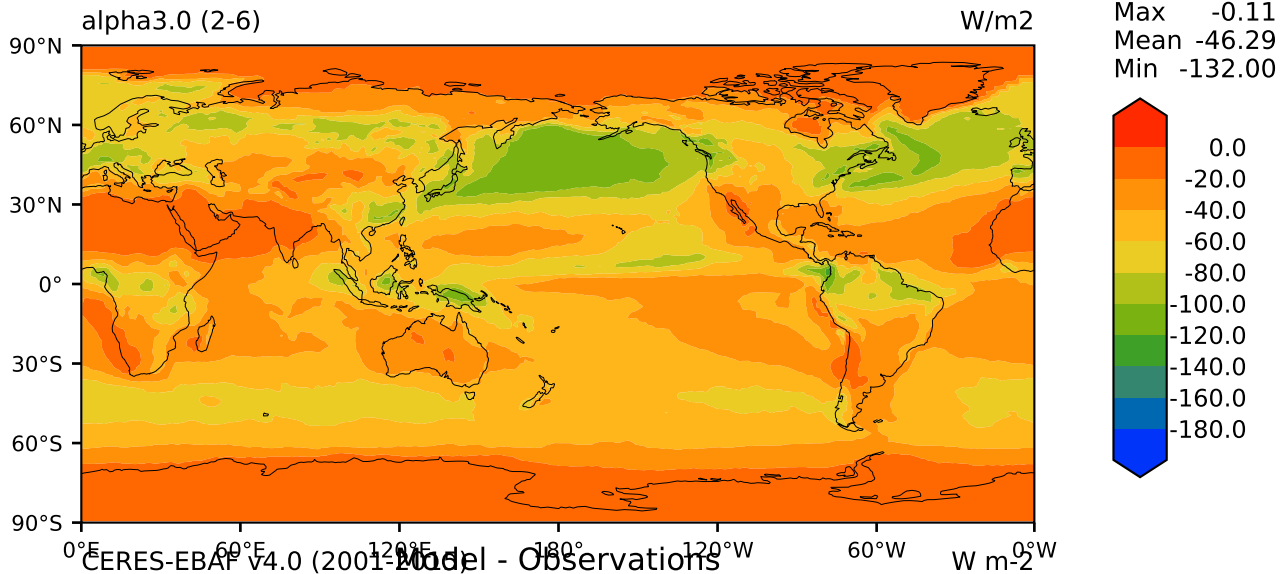 alpha3.0 (2-6)
W/m2
Max -0.11
Mean -46.29
Min -132.00
90°N
60°N
30°N
0°
30°S
60°S
90°S
0°E 60°E 120°E 180° 120°W 60°W 0°W
0.0
-20.0
-40.0
-60.0
-80.0
-100.0
-120.0
-140.0
-160.0
-180.0
CERES-EBAF v4.0 (2001-2015)
Model - Observations
W m-2